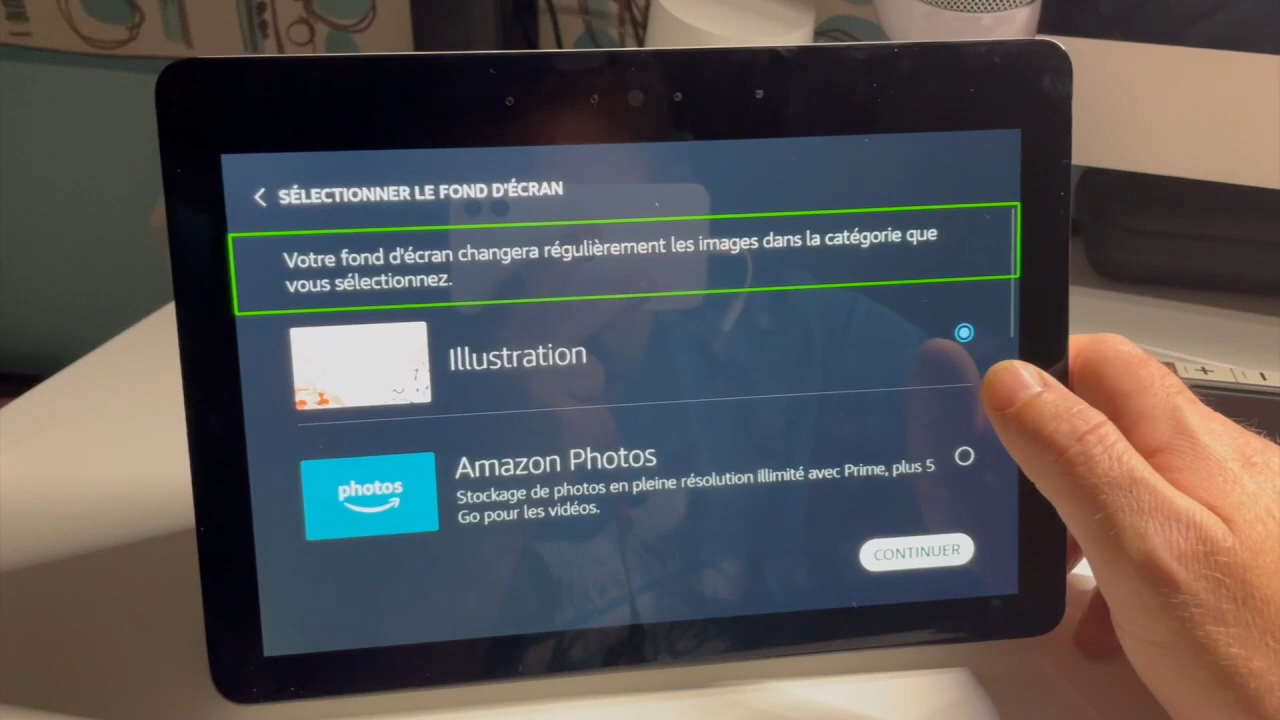 SÉLECTIONNER LE FOND D'ÉCRAN
Votre fond d'écran changera régulièrement les images dans la catégorie que
vous sélectionnez.
Illustration
photos
Amazon Photos
Stockage de photos en pleine résolution illimité avec Prime, plus 5
Go pour les vidéos.
CONTINUER